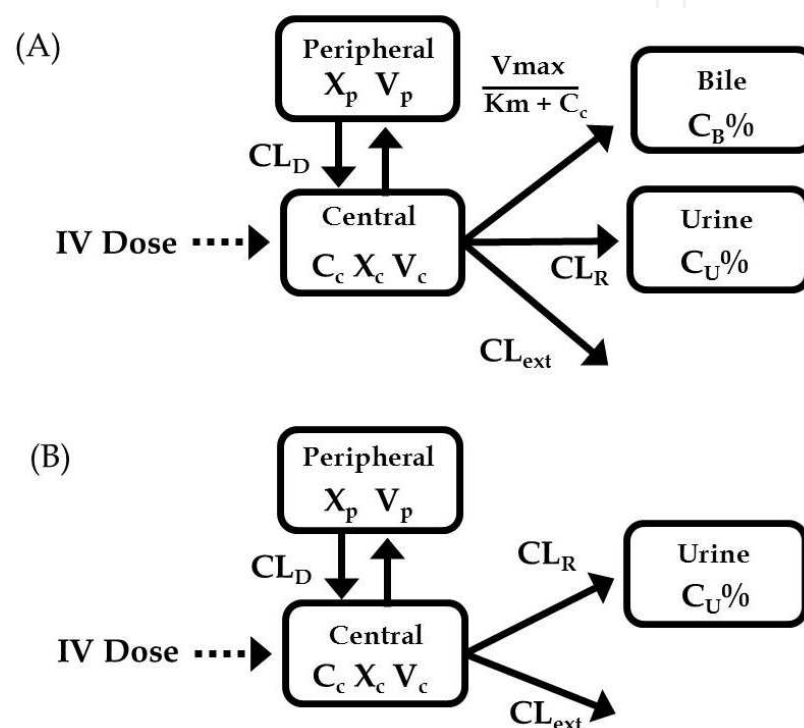 (A)
Peripheral
Xp Vp
Vmax
Km + Cc
Bile
CB%
CLD
IV Dose
Central
Cc Xc Vc
CLR
Urine
CU%
CLext
(B)
Peripheral
Xp Vp
CLD
CLR
Urine
CU%
IV Dose
Central
Cc Xc Vc
CLext